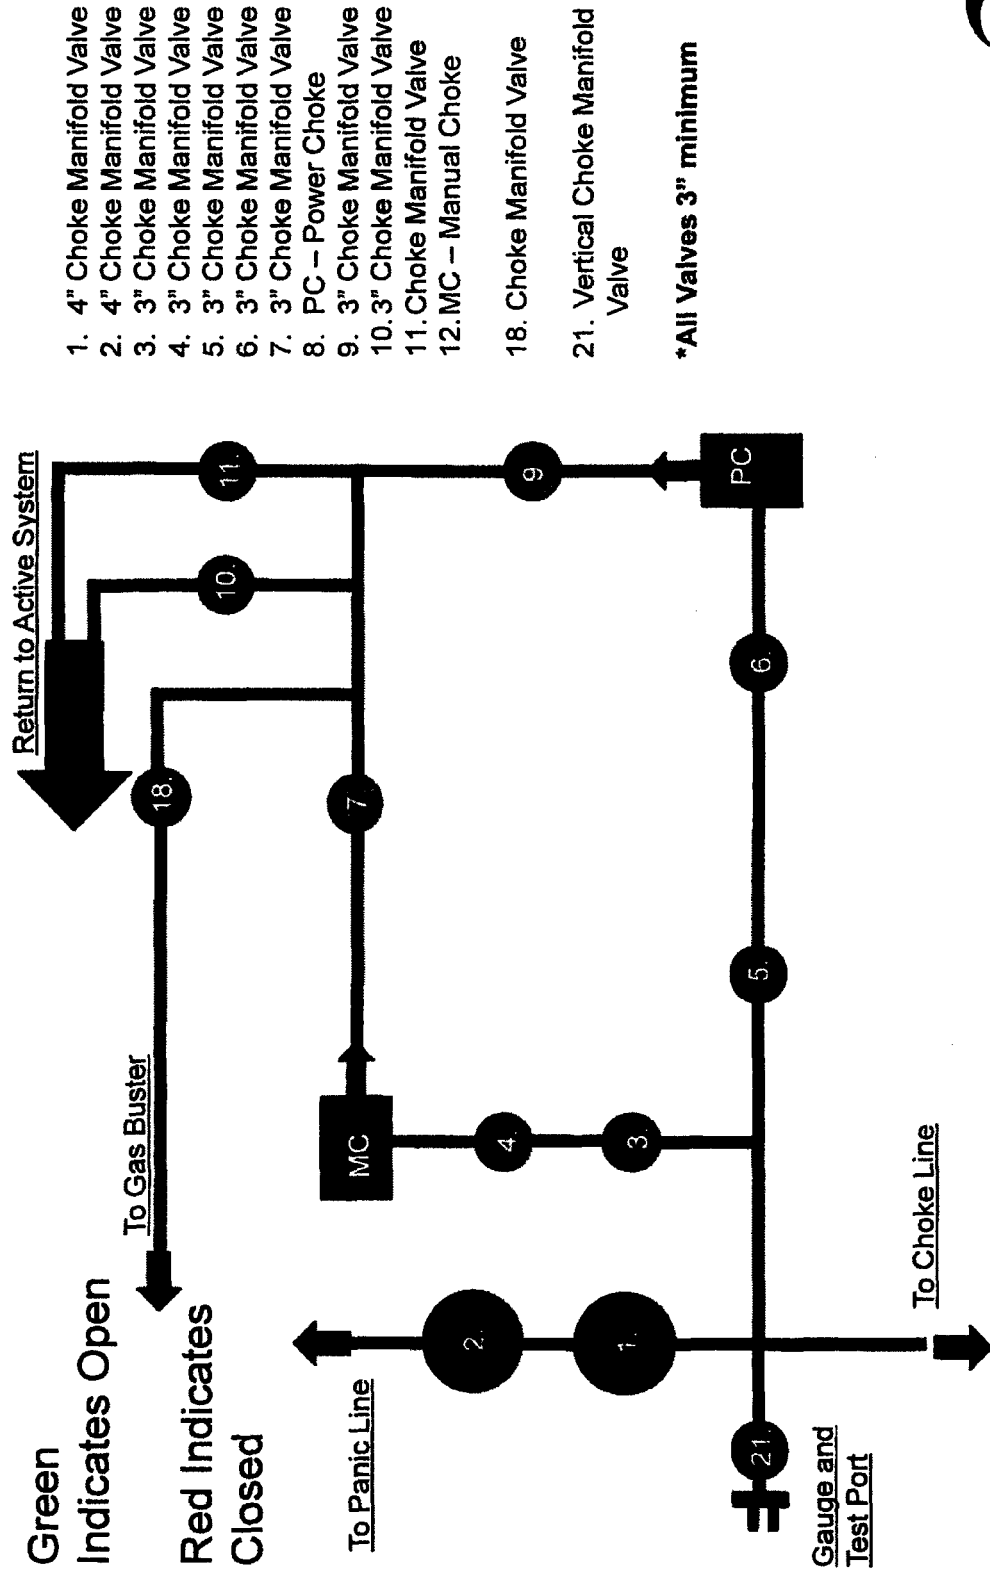 Green
Indicates Open
Red Indicates
Closed
To Gas Buster
Return to Active System
To Panic Line
Gauge and
Test Port
To Choke Line
MC
PC
1.
2.
3.
4.
5.
6.
7.
9
10.
11.
18.
21.
1. 4" Choke Manifold Valve
2. 4" Choke Manifold Valve
3. 3" Choke Manifold Valve
4. 3" Choke Manifold Valve
5. 3" Choke Manifold Valve
6. 3" Choke Manifold Valve
7. 3" Choke Manifold Valve
8. PC – Power Choke
9. 3" Choke Manifold Valve
10.3" Choke Manifold Valve
11.Choke Manifold Valve
12.MC – Manual Choke
18. Choke Manifold Valve
21. Vertical Choke Manifold
Valve
*All Valves 3" minimum